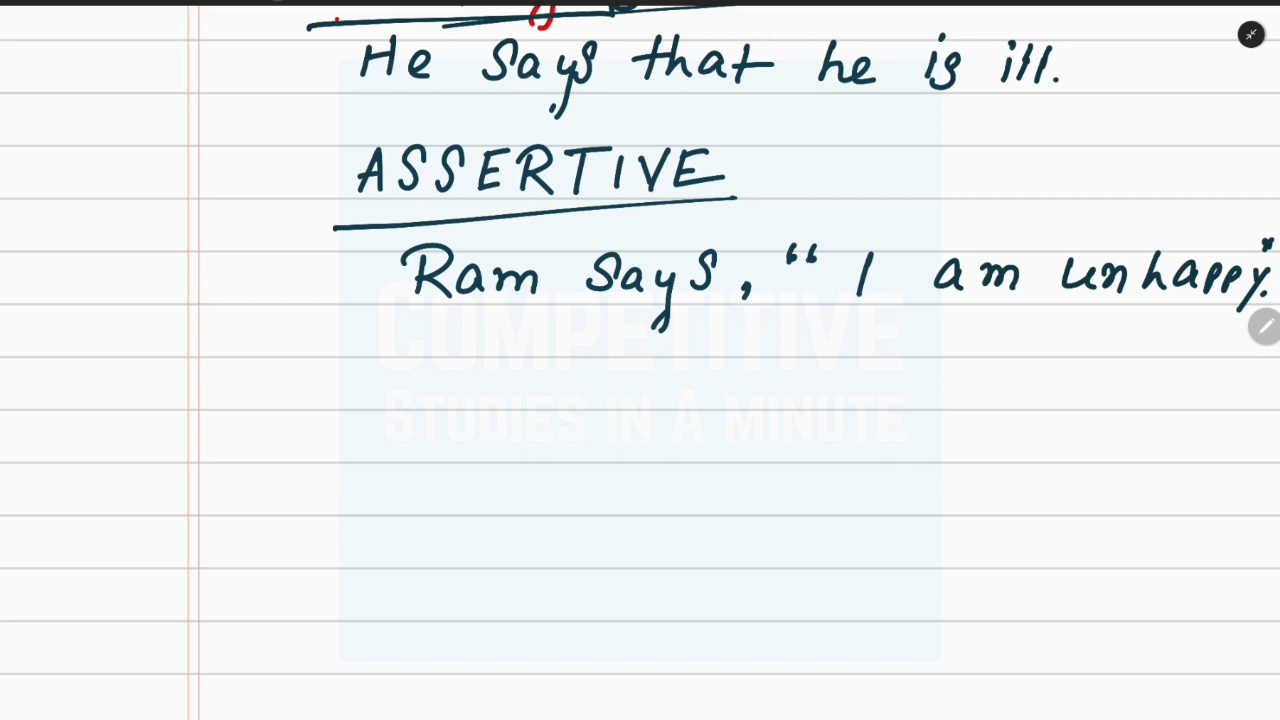 He says that he is ill.
ASSERTIVE
Ram says, “ I am unhappy."
COMPETITIVE
STUDIES IN A MINUTE